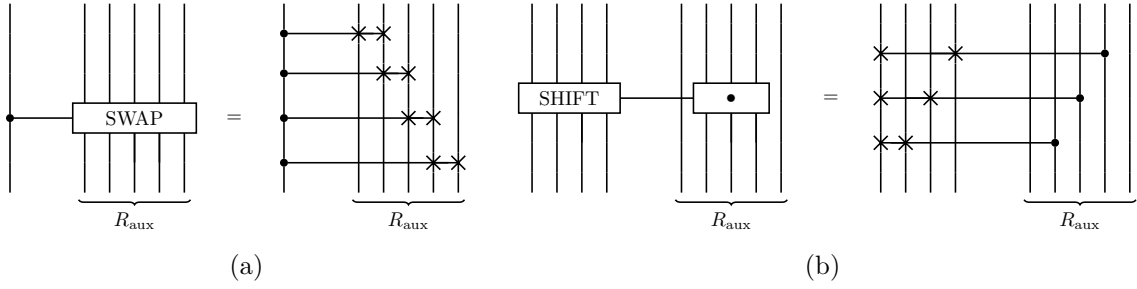 SWAP
=
R_aux
R_aux
(a)
SHIFT
=
R_aux
R_aux
(b)